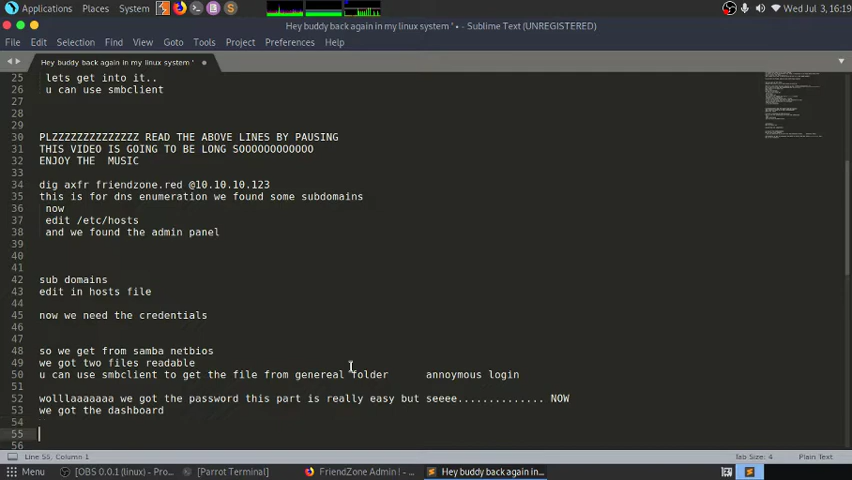 Applications Places System Wed Jul 3, 16:19
Hey buddy back again in my linux system ' • - Sublime Text (UNREGISTERED)
File Edit Selection Find View Goto Tools Project Preferences Help
Hey buddy back again in my linux system '
25 lets get into it..
26 u can use smbclient
27
28
29
30 PLZZZZZZZZZZZZZ READ THE ABOVE LINES BY PAUSING
31 THIS VIDEO IS GOING TO BE LONG SOOOOOOOOOOO
32 ENJOY THE MUSIC
33
34 dig axfr friendzone.red @10.10.10.123
35 this is for dns enumeration we found some subdomains
36 now
37 edit /etc/hosts
38 and we found the admin panel
39
40
41
42 sub domains
43 edit in hosts file
44
45 now we need the credentials
46
47
48 so we get from samba netbios
49 we got two files readable
50 u can use smbclient to get the file from genereal folder annoymous login
51
52 wolllaaaaaaa we got the password this part is really easy but seeee.............. NOW
53 we got the dashboard
54
55
56
Line 55, Column 1 Tab Size: 4 Plain Text
Menu [OBS 0.0.1 (linux) - Pr... [Parrot Terminal] FriendZone Admin ! - ... Hey buddy back again in...